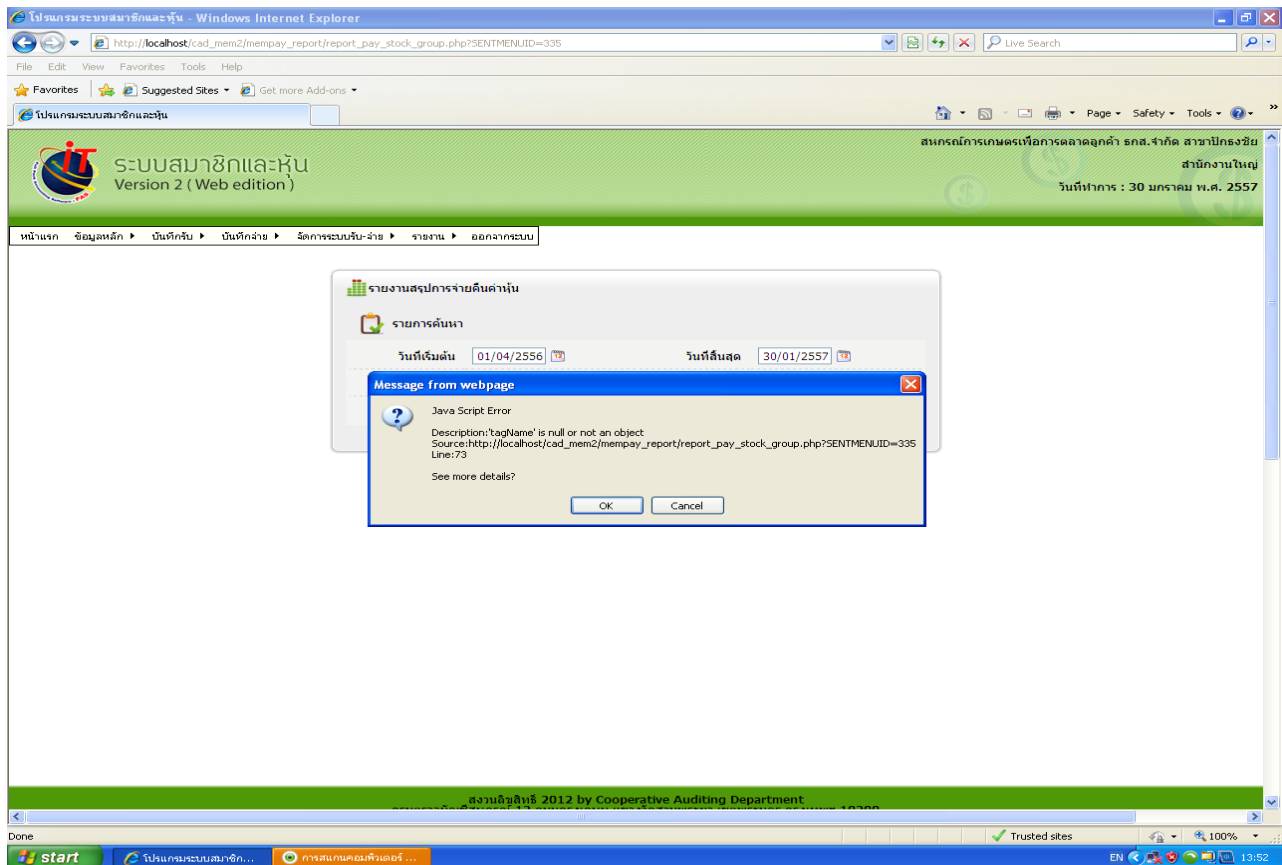 โปรแกรมระบบสมาชิกและหุ้น - Windows Internet Explorer
http://localhost/cad_mem2/mempay_report/report_pay_stock_group.php?SENTMENUID=335
Live Search
File Edit View Favorites Tools Help
Favorites Suggested Sites Get more Add-ons
โปรแกรมระบบสมาชิกและหุ้น
Page Safety Tools
iT
ระบบสมาชิกและหุ้น
Version 2 ( Web edition )
สหกรณ์การเกษตรเพื่อการตลาดลูกค้า ธกส.จำกัด สาขาปักธงชัย
สำนักงานใหญ่
วันที่ทำการ : 30 มกราคม พ.ศ. 2557
หน้าแรก ข้อมูลหลัก บันทึกรับ บันทึกจ่าย จัดการระบบรับ-จ่าย รายงาน ออกจากระบบ
รายงานสรุปการจ่ายคืนค่าหุ้น
รายการค้นหา
วันที่เริ่มต้น 01/04/2556 วันที่สิ้นสุด 30/01/2557
Message from webpage
Java Script Error
Description:'tagName' is null or not an object
Source:http://localhost/cad_mem2/mempay_report/report_pay_stock_group.php?SENTMENUID=335
Line:73
See more details?
OK Cancel
สงวนลิขสิทธิ์ 2012 by Cooperative Auditing Department
Done
Trusted sites
100%
start
โปรแกรมระบบสมาชิก...
การสแกนคอมพิวเตอร์ ...
EN
13:52